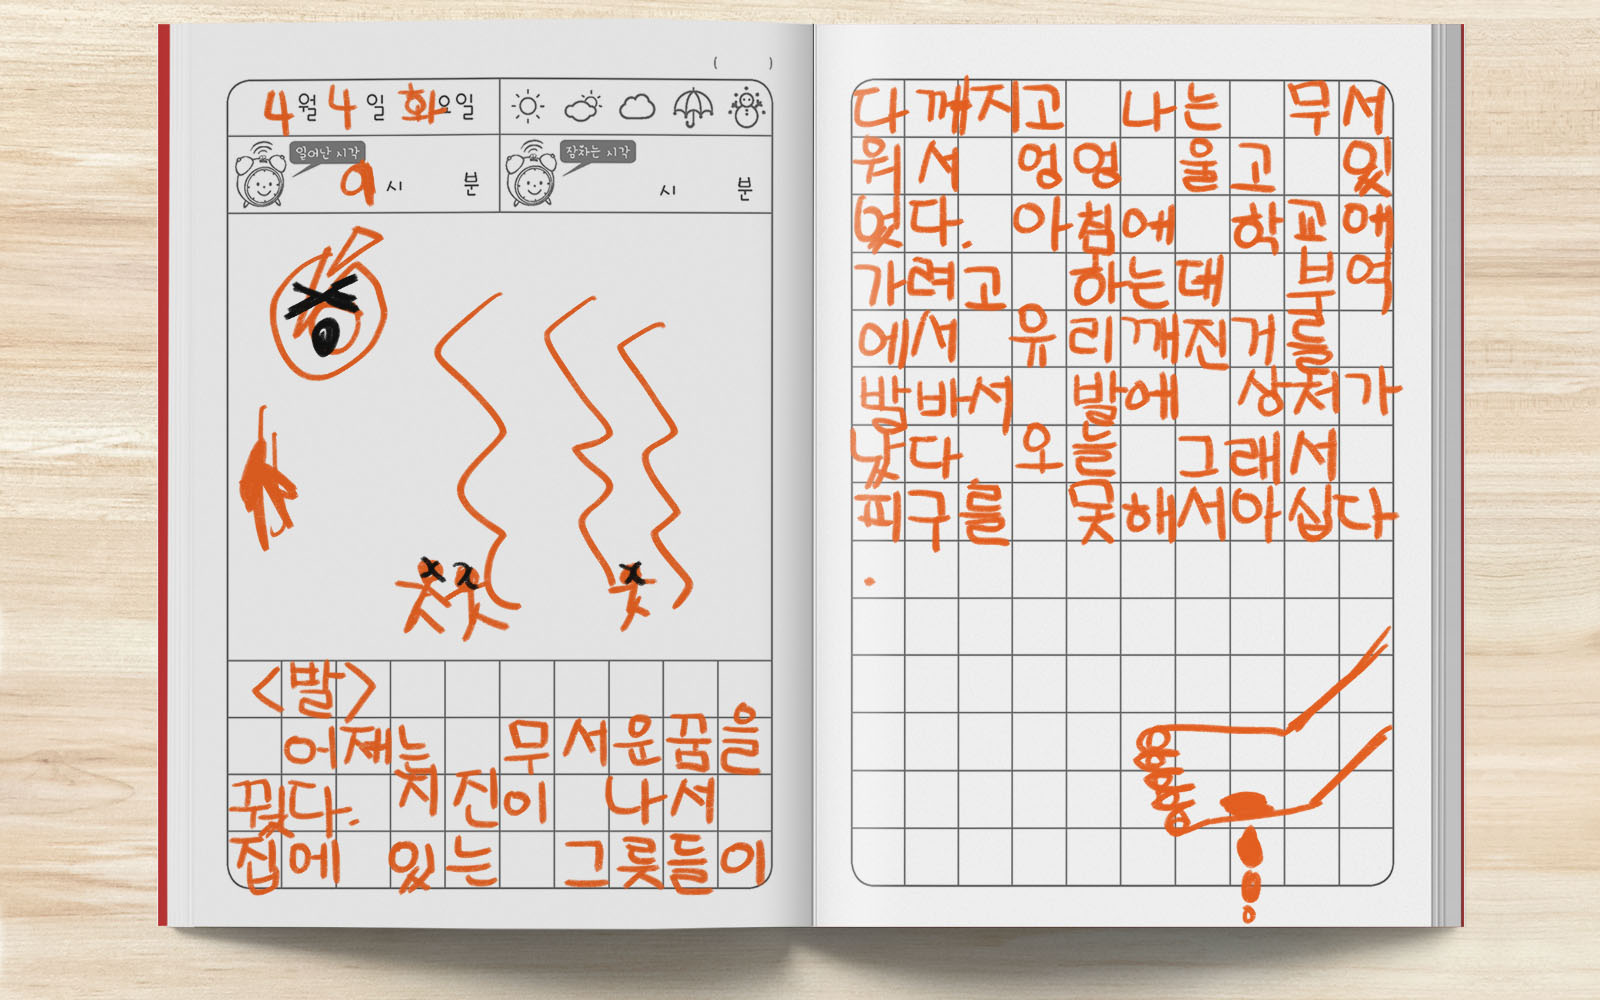 ( )
4월 4일 화요일
일어난 시각 9시 분
잠자는 시각 시 분
<발>
어제는 무서운꿈을
꿨다. 지진이 나서
집에 있는 그릇들이
다깨지고 나는 무서
워서 엉엉 울고 있
었다. 아침에 학교에
가려고 하는데 부엌
에서 유리깨진거를
발바서 발에 상처가
났다 오들 그래서
피구를 못해서아쉽다
.